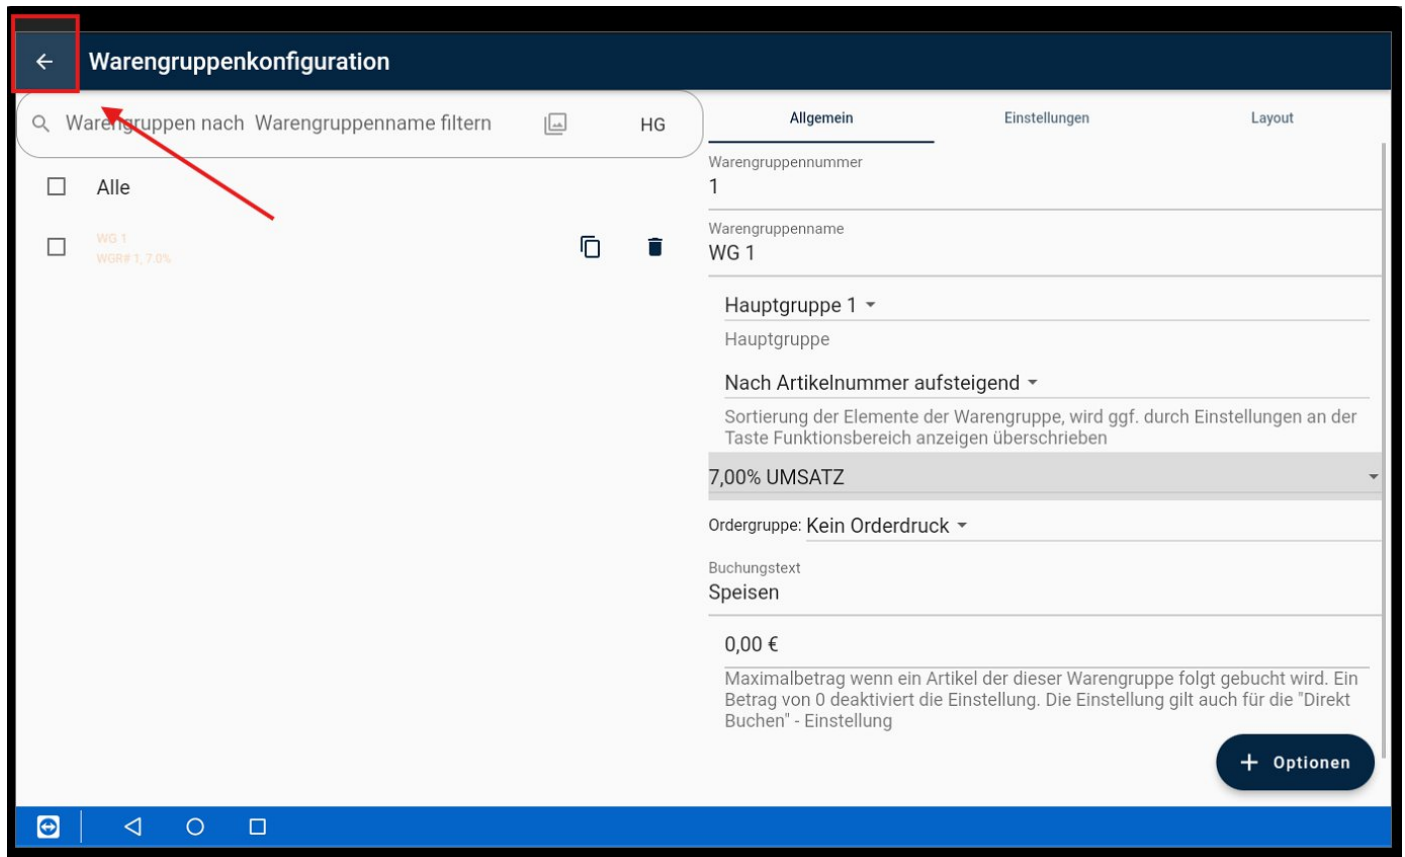 Warengruppenkonfiguration
Warengruppen nach Warengruppenname filtern
HG
Alle
WG 1
WGR# 1, 7.0%
Allgemein
Einstellungen
Layout
Warengruppennummer
1
Warengruppenname
WG 1
Hauptgruppe 1
Hauptgruppe
Nach Artikelnummer aufsteigend
Sortierung der Elemente der Warengruppe, wird ggf. durch Einstellungen an der
Taste Funktionsbereich anzeigen überschrieben
7,00% UMSATZ
Ordergruppe: Kein Orderdruck
Buchungstext
Speisen
0,00 €
Maximalbetrag wenn ein Artikel der dieser Warengruppe folgt gebucht wird. Ein
Betrag von 0 deaktiviert die Einstellung. Die Einstellung gilt auch für die "Direkt
Buchen" - Einstellung
+ Optionen